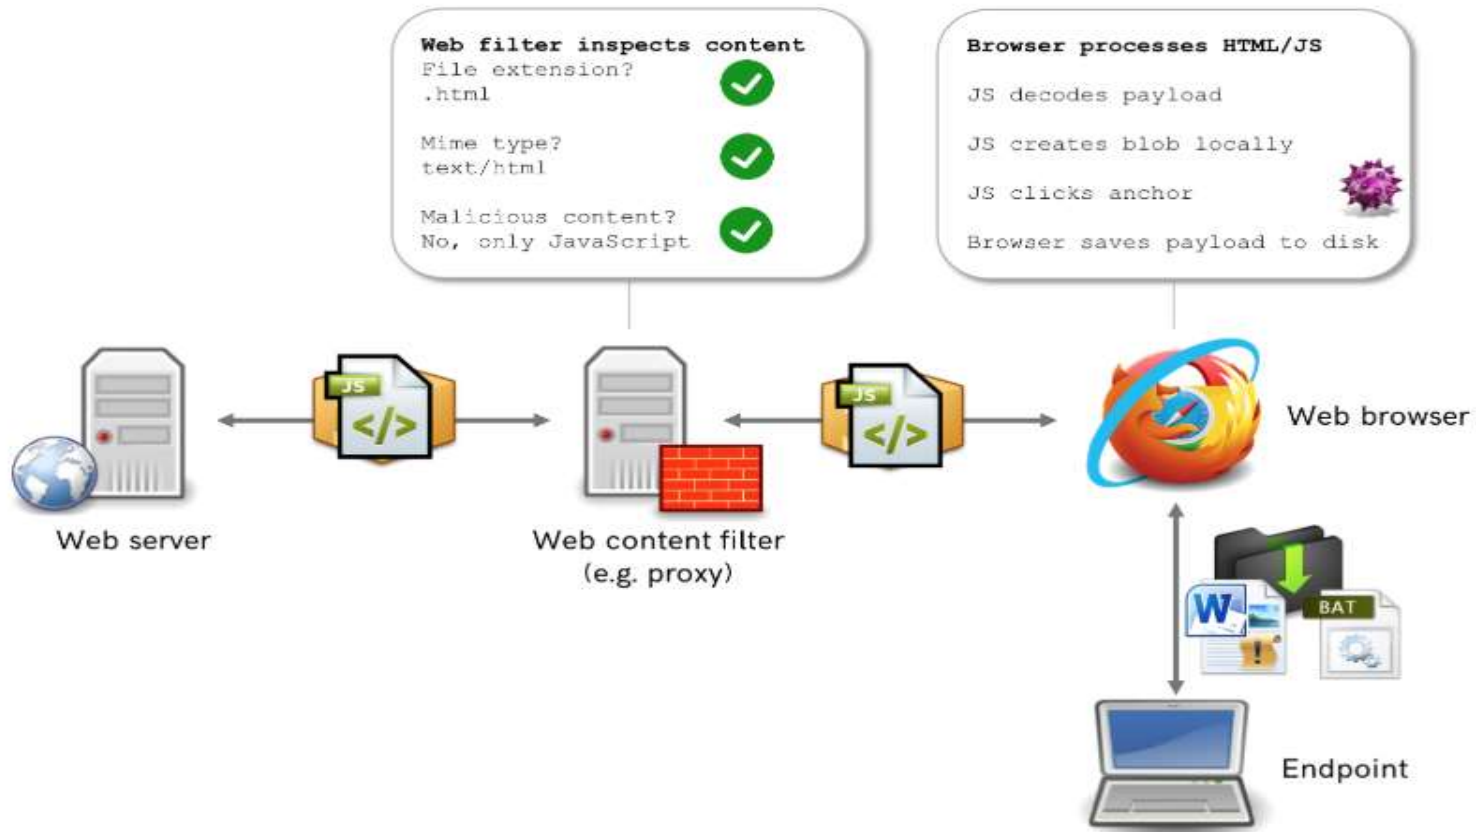 Web filter inspects content
File extension?
.html
Mime type?
text/html
Malicious content?
No, only JavaScript
Browser processes HTML/JS
JS decodes payload
JS creates blob locally
JS clicks anchor
Browser saves payload to disk
JS
</>
JS
</>
Web browser
Web server
Web content filter
(e.g. proxy)
W
BAT
!
Endpoint